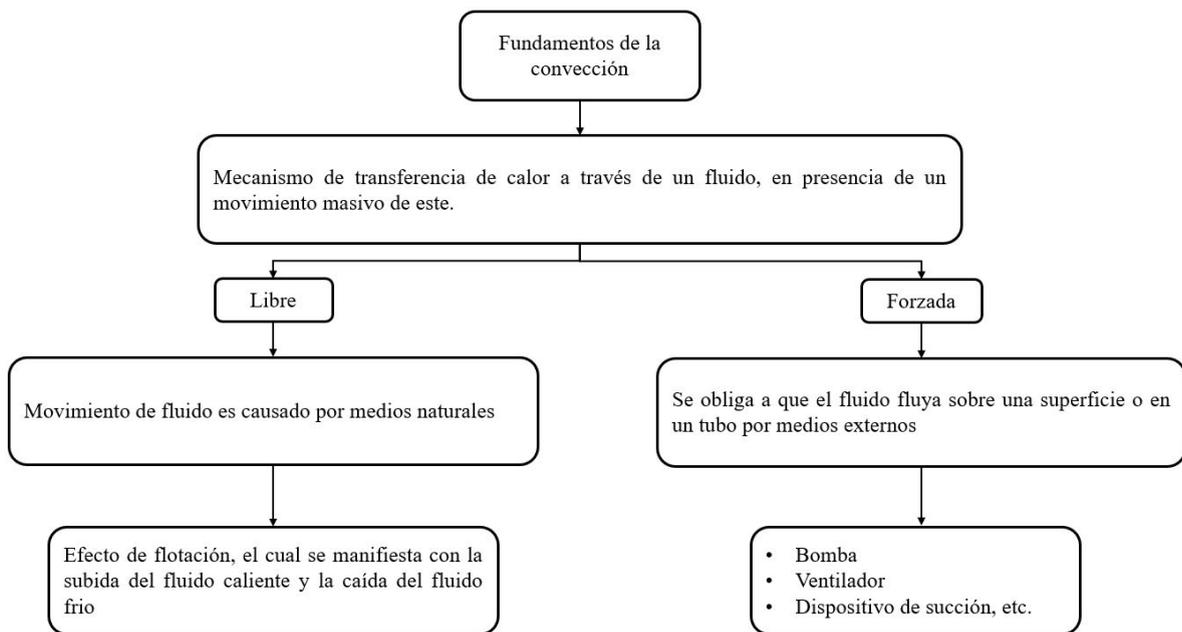 Fundamentos de la
convección
Mecanismo de transferencia de calor a través de un fluido, en presencia de un
movimiento masivo de este.
Libre
Forzada
Movimiento de fluido es causado por medios naturales
Se obliga a que el fluido fluya sobre una superficie o en
un tubo por medios externos
Efecto de flotación, el cual se manifiesta con la
subida del fluido caliente y la caída del fluido
frio
• Bomba
• Ventilador
• Dispositivo de succión, etc.